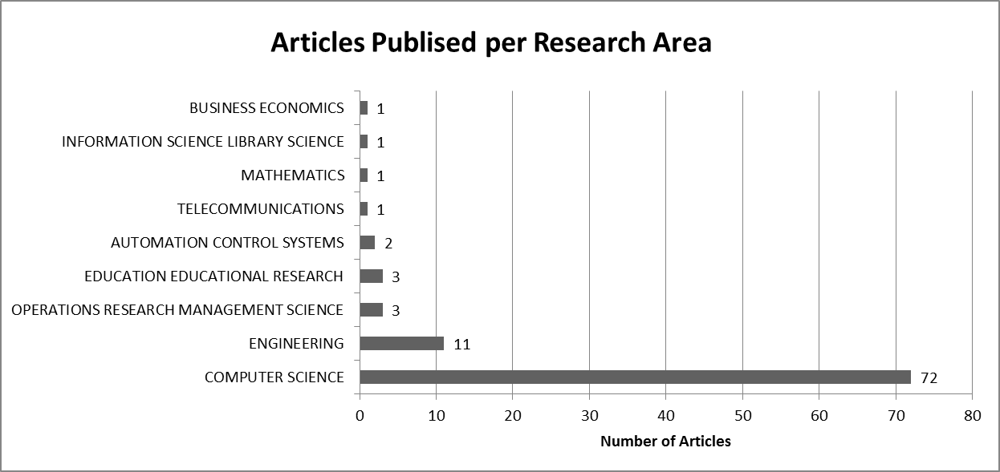 Articles Publised per Research Area
BUSINESS ECONOMICS 1
INFORMATION SCIENCE LIBRARY SCIENCE 1
MATHEMATICS 1
TELECOMMUNICATIONS 1
AUTOMATION CONTROL SYSTEMS 2
EDUCATION EDUCATIONAL RESEARCH 3
OPERATIONS RESEARCH MANAGEMENT SCIENCE 3
ENGINEERING 11
COMPUTER SCIENCE 72
0 10 20 30 40 50 60 70 80
Number of Articles